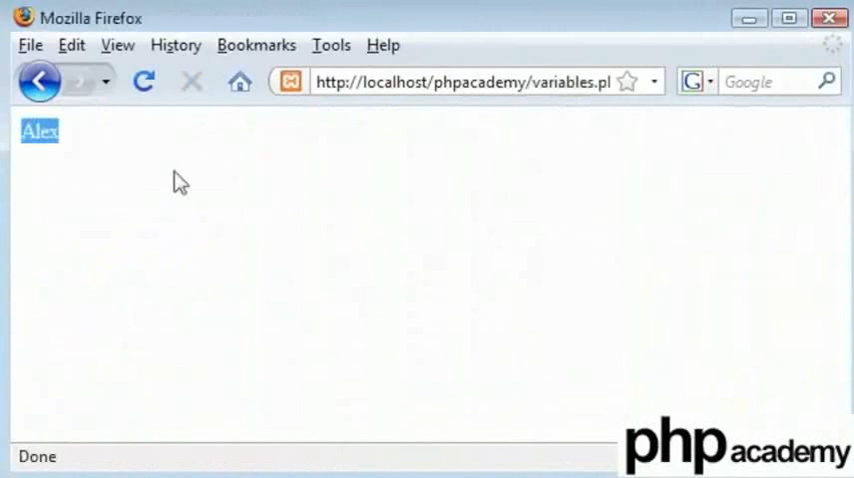 Mozilla Firefox
File Edit View History Bookmarks Tools Help
http://localhost/phpacademy/variables.pl G Google
Alex
Done
php academy